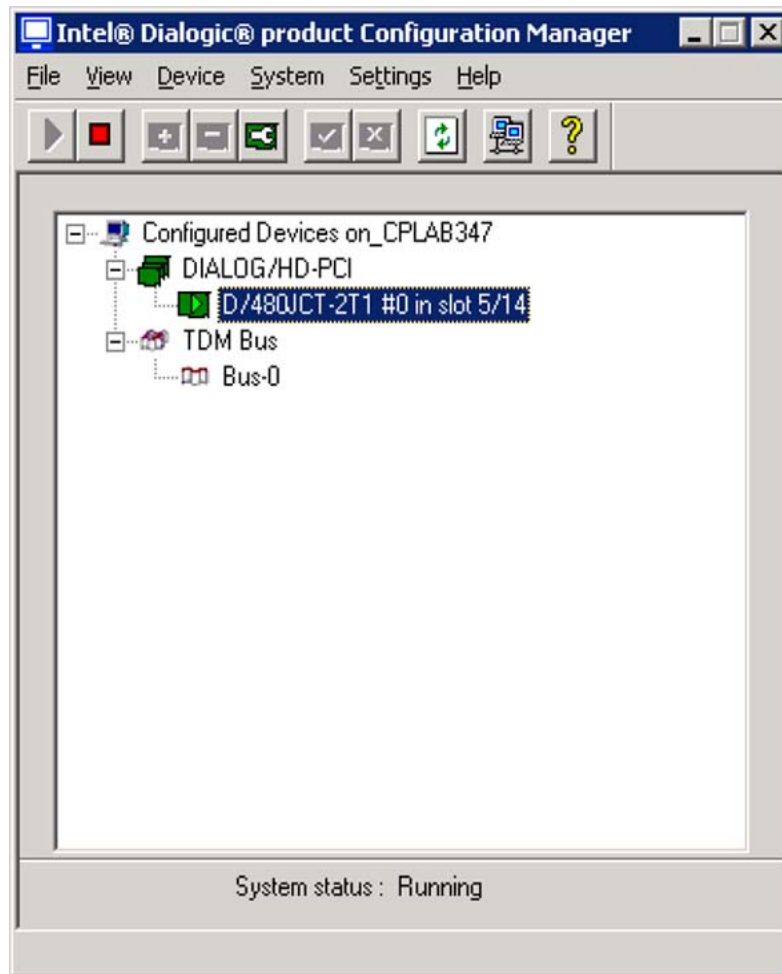 Intel® Dialogic® product Configuration Manager
File View Device System Settings Help
Configured Devices on_CPLAB347
DIALOG/HD-PCI
D/480JCT-2T1 #0 in slot 5/14
TDM Bus
Bus-0
System status : Running